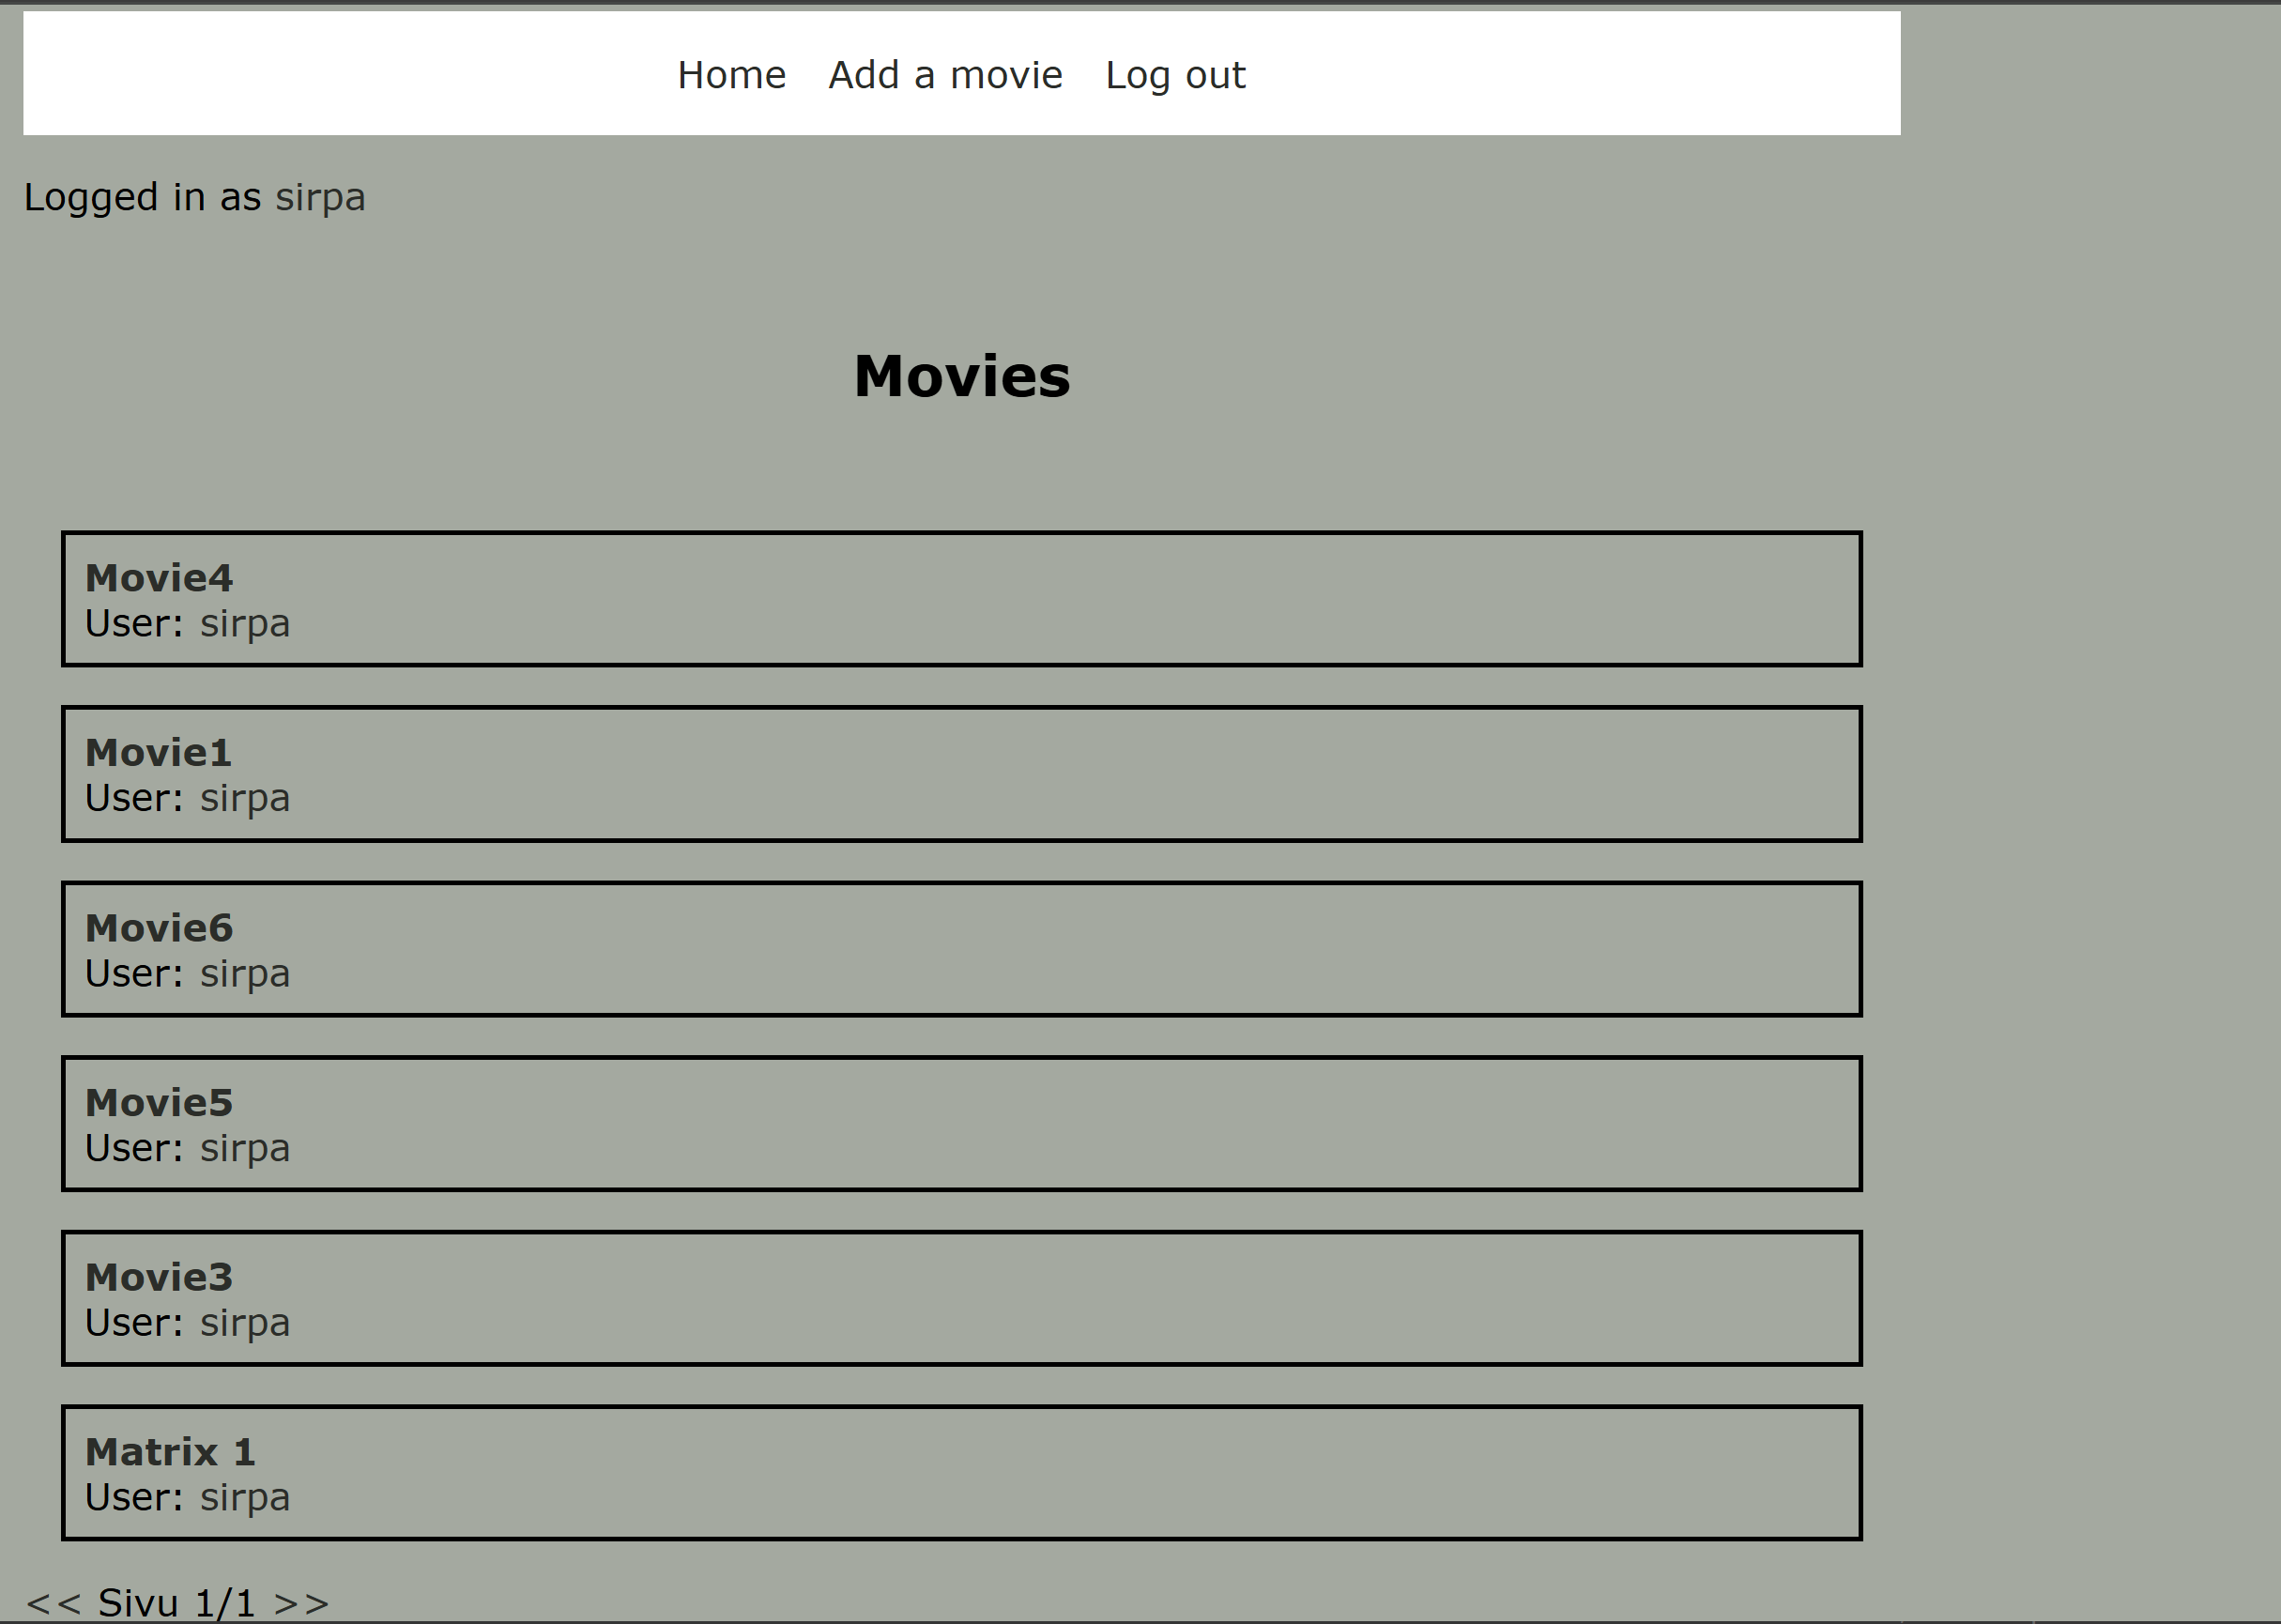 Home Add a movie Log out
Logged in as sirpa
Movies
Movie4
User: sirpa
Movie1
User: sirpa
Movie6
User: sirpa
Movie5
User: sirpa
Movie3
User: sirpa
Matrix 1
User: sirpa
<< Sivu 1/1 >>